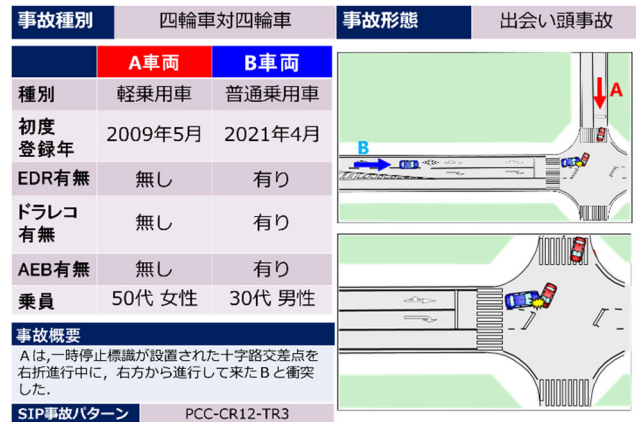 事故種別 四輪車対四輪車 事故形態 出会い頭事故
A車両 B車両
種別 軽乗用車 普通乗用車
初度
登録年 2009年5月 2021年4月
EDR有無 無し 有り
ドラレコ
有無 無し 有り
AEB有無 無し 有り
乗員 50代 女性 30代 男性
事故概要
Aは,一時停止標識が設置された十字路交差点を
右折進行中に，右方から進行して来たBと衝突
した.
SIP事故パターン PCC-CR12-TR3
A
B